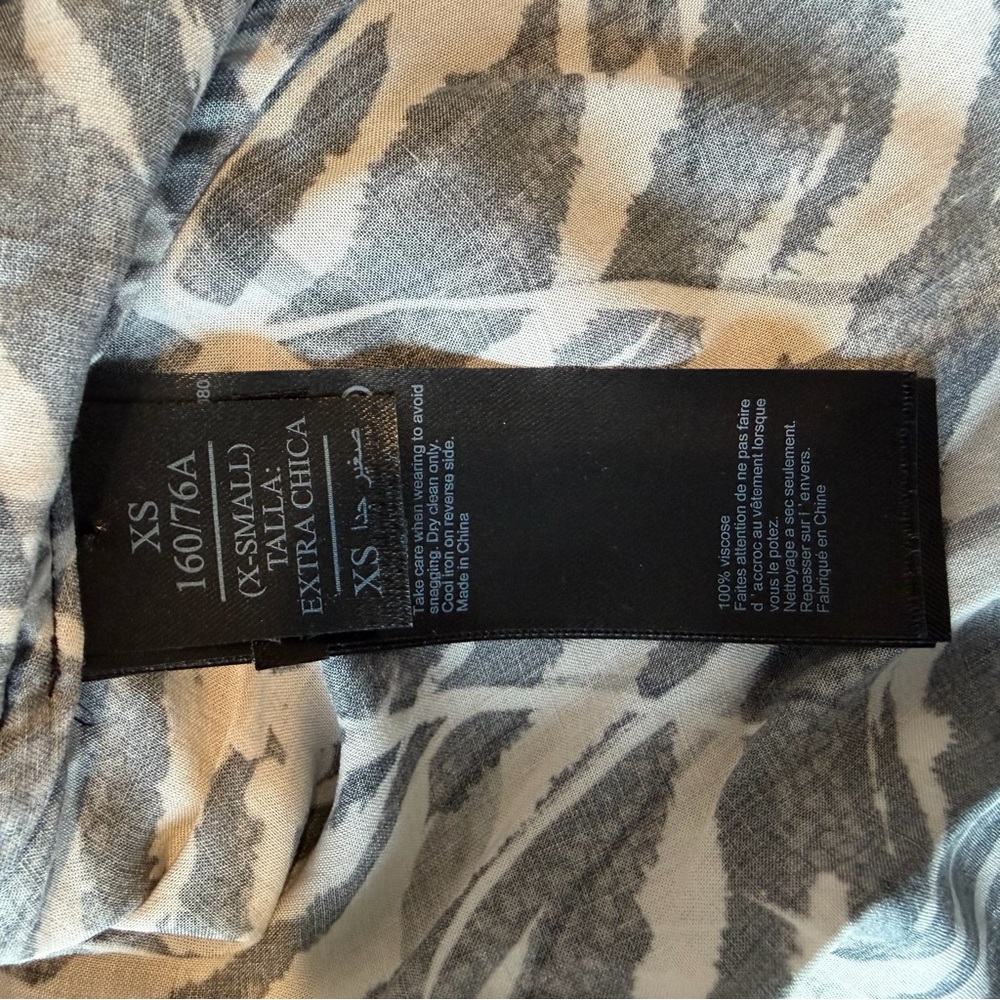 XS
160/76A
(X-SMALL)
TALLA:
EXTRA CHICA
صغير جدا
XS
Take care when wearing to avoid
snagging. Dry clean only.
Cool iron on reverse side.
Made in China
100% viscose
Faites attention de ne pas faire
d 'accroc au vêtement lorsque
vous le potez.
Nettoyage a sec seulement.
Repasser sur l ' envers.
Fabriqué en Chine